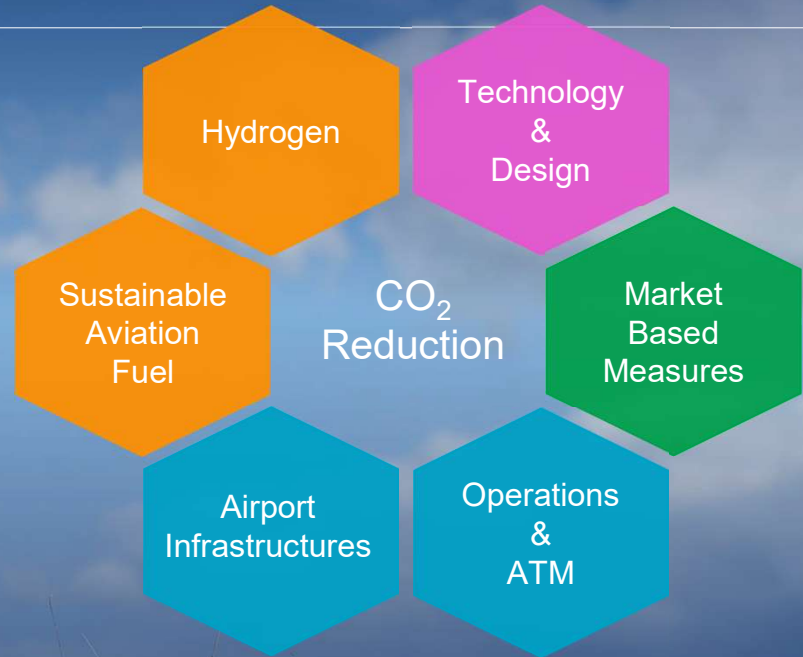 Hydrogen
Technology
&
Design
Sustainable
Aviation
Fuel
CO₂
Reduction
Market
Based
Measures
Airport
Infrastructures
Operations
&
ATM